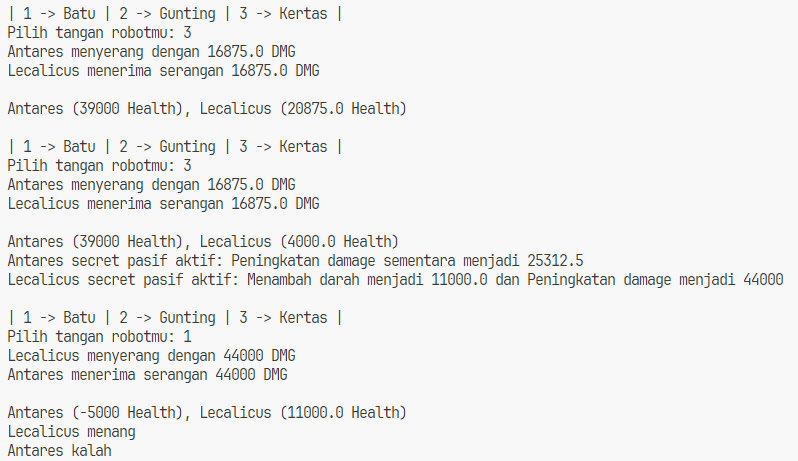 | 1 -> Batu | 2 -> Gunting | 3 -> Kertas |
Pilih tangan robotmu: 3
Antares menyerang dengan 16875.0 DMG
Lecalicus menerima serangan 16875.0 DMG
Antares (39000 Health), Lecalicus (20875.0 Health)
| 1 -> Batu | 2 -> Gunting | 3 -> Kertas |
Pilih tangan robotmu: 3
Antares menyerang dengan 16875.0 DMG
Lecalicus menerima serangan 16875.0 DMG
Antares (39000 Health), Lecalicus (4000.0 Health)
Antares secret pasif aktif: Peningkatan damage sementara menjadi 25312.5
Lecalicus secret pasif aktif: Menambah darah menjadi 11000.0 dan Peningkatan damage menjadi 44000
| 1 -> Batu | 2 -> Gunting | 3 -> Kertas |
Pilih tangan robotmu: 1
Lecalicus menyerang dengan 44000 DMG
Antares menerima serangan 44000 DMG
Antares (-5000 Health), Lecalicus (11000.0 Health)
Lecalicus menang
Antares kalah